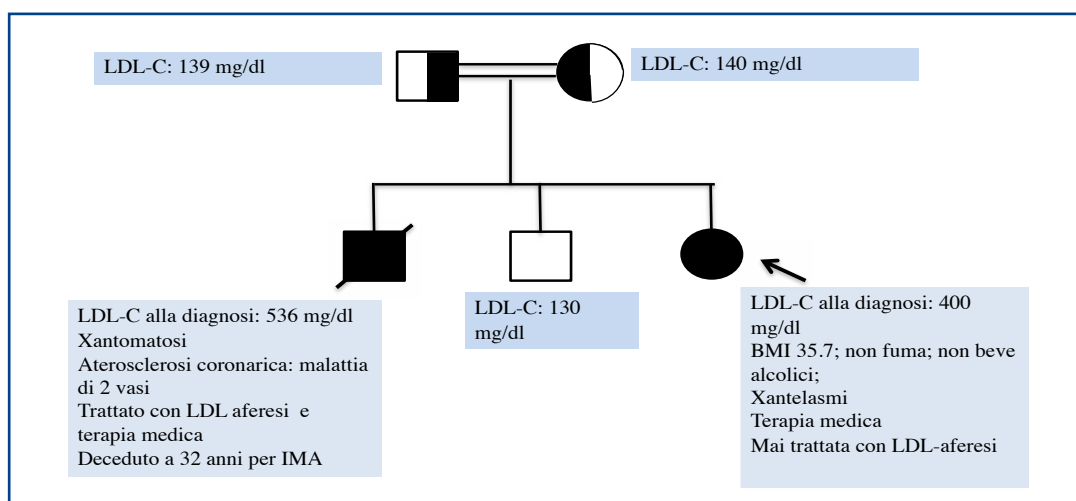 LDL-C: 139 mg/dl
LDL-C: 140 mg/dl
LDL-C alla diagnosi: 536 mg/dl
Xantomatosi
Aterosclerosi coronarica: malattia
di 2 vasi
Trattato con LDL aferesi e
terapia medica
Deceduto a 32 anni per IMA
LDL-C: 130
mg/dl
LDL-C alla diagnosi: 400
mg/dl
BMI 35.7; non fuma; non beve
alcolici;
Xantelasmi
Terapia medica
Mai trattata con LDL-aferesi